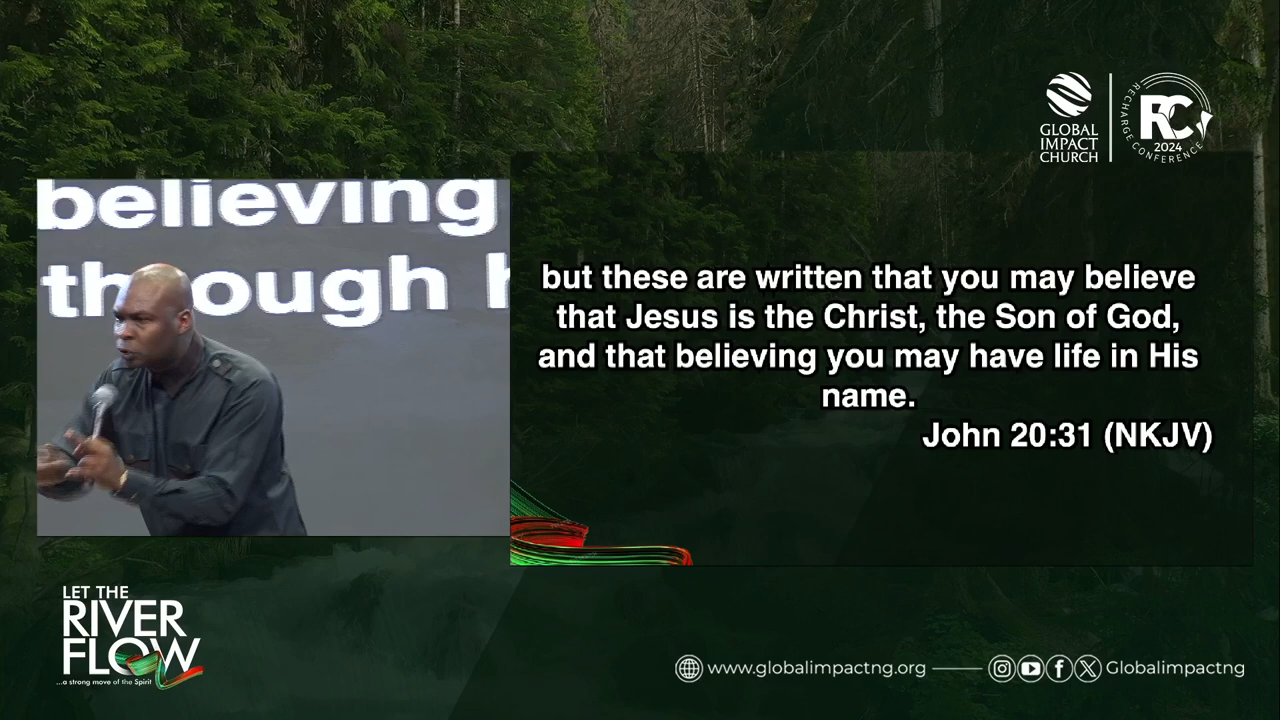 GLOBAL
IMPACT
CHURCH
RECHARGE CONFERENCE
RC
2024
believing
through h
but these are written that you may believe
that Jesus is the Christ, the Son of God,
and that believing you may have life in His
name.
John 20:31 (NKJV)
LET THE
RIVER
FLOW
...a strong move of the Spirit
www.globalimpactng.org
Globalimpactng